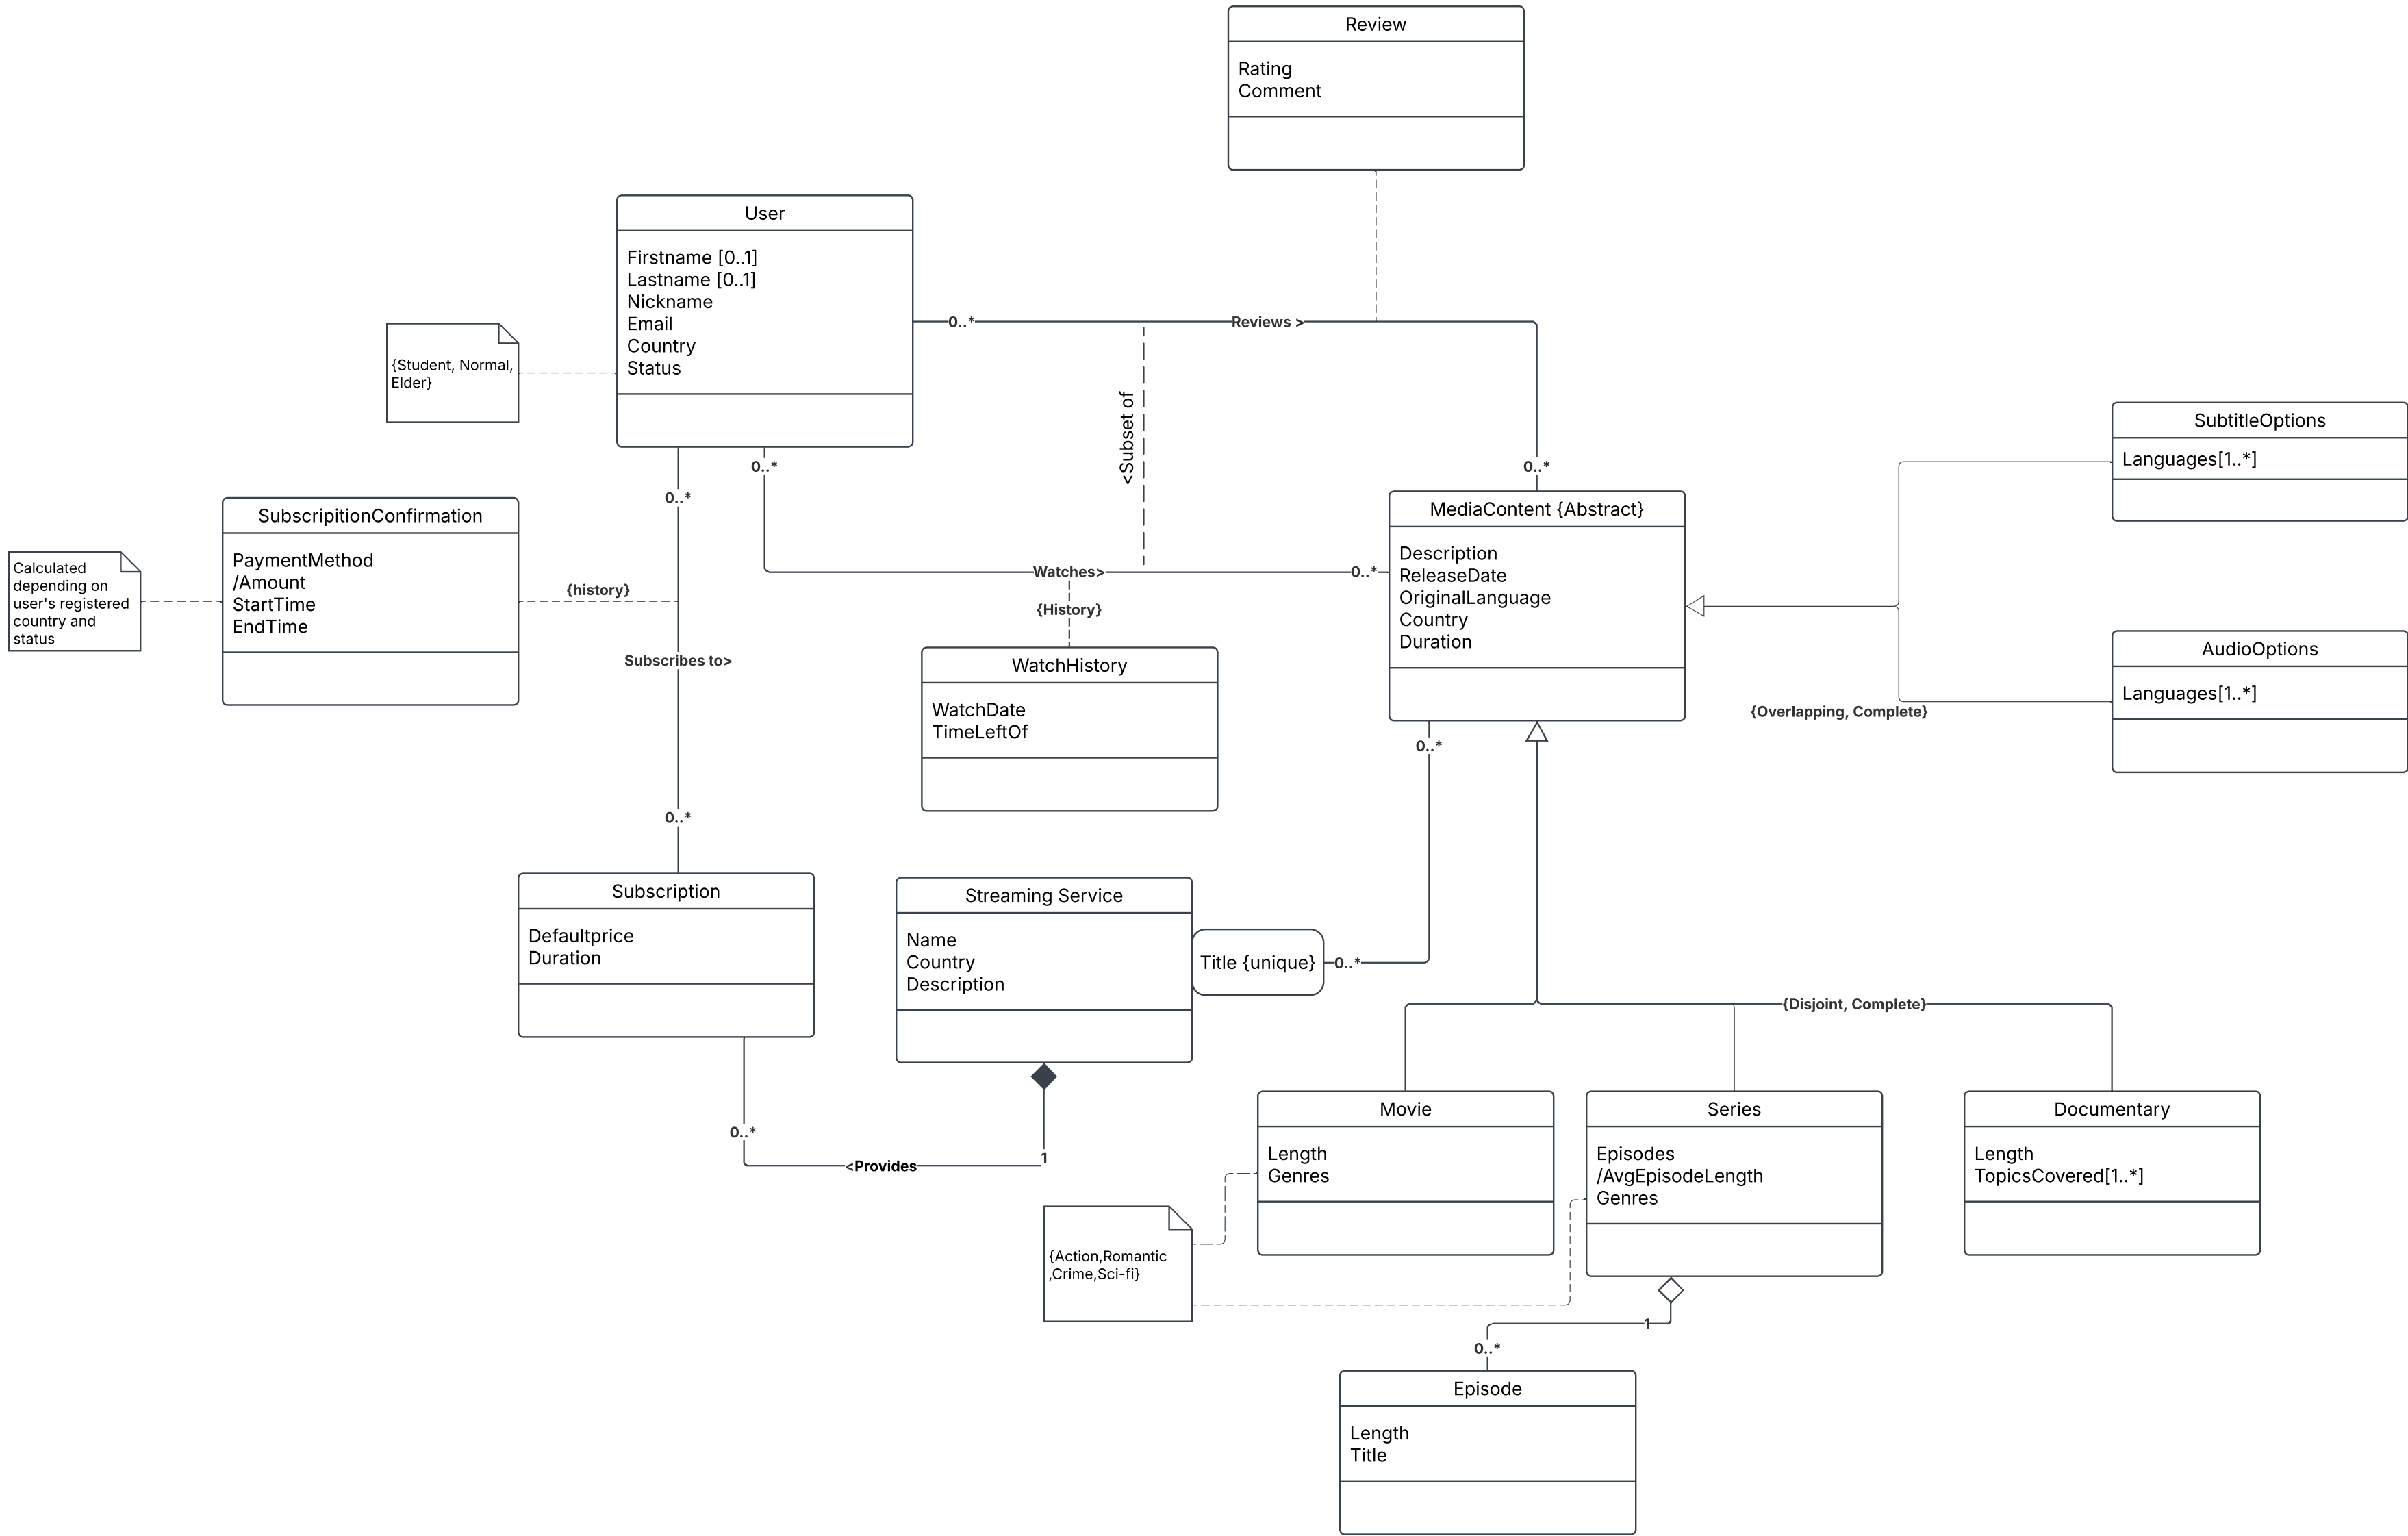 Review
Rating
Comment
User
Firstname [0..1]
Lastname [0..1]
Nickname
Email
Country
Status
{Student, Normal,
Elder}
0..*
Reviews >
<Subset of
0..*
0..*
0..*
SubscripitionConfirmation
PaymentMethod
/Amount
StartTime
EndTime
Calculated
depending on
user's registered
country and
status
{history}
Subscribes to>
0..*
Watches>
0..*
{History}
WatchHistory
WatchDate
TimeLeftOf
MediaContent {Abstract}
Description
ReleaseDate
OriginalLanguage
Country
Duration
SubtitleOptions
Languages[1..*]
AudioOptions
Languages[1..*]
{Overlapping, Complete}
0..*
Subscription
Defaultprice
Duration
Streaming Service
Name
Country
Description
Title {unique}
0..*
{Disjoint, Complete}
0..*
<Provides
1
Movie
Length
Genres
Series
Episodes
/AvgEpisodeLength
Genres
Documentary
Length
TopicsCovered[1..*]
{Action,Romantic
,Crime,Sci-fi}
1
0..*
Episode
Length
Title